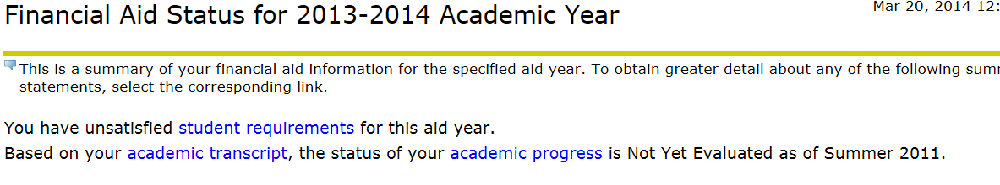 Financial Aid Status for 2013-2014 Academic Year
Mar 20, 2014 12:
This is a summary of your financial aid information for the specified aid year. To obtain greater detail about any of the following
statements, select the corresponding link.
You have unsatisfied student requirements for this aid year.
Based on your academic transcript, the status of your academic progress is Not Yet Evaluated as of Summer 2011.